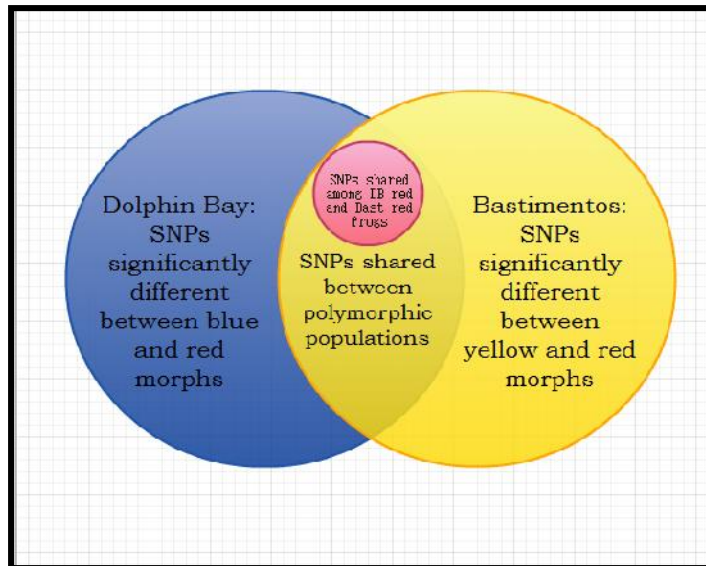 Dolphin Bay:
SNPs
significantly
different
between blue
and red
morphs
SNPs shared
among red
and Bast red
frogs
SNPs shared
between
polymorphic
populations
Bastimentos:
SNPs
significantly
different
between
yellow and red
morphs